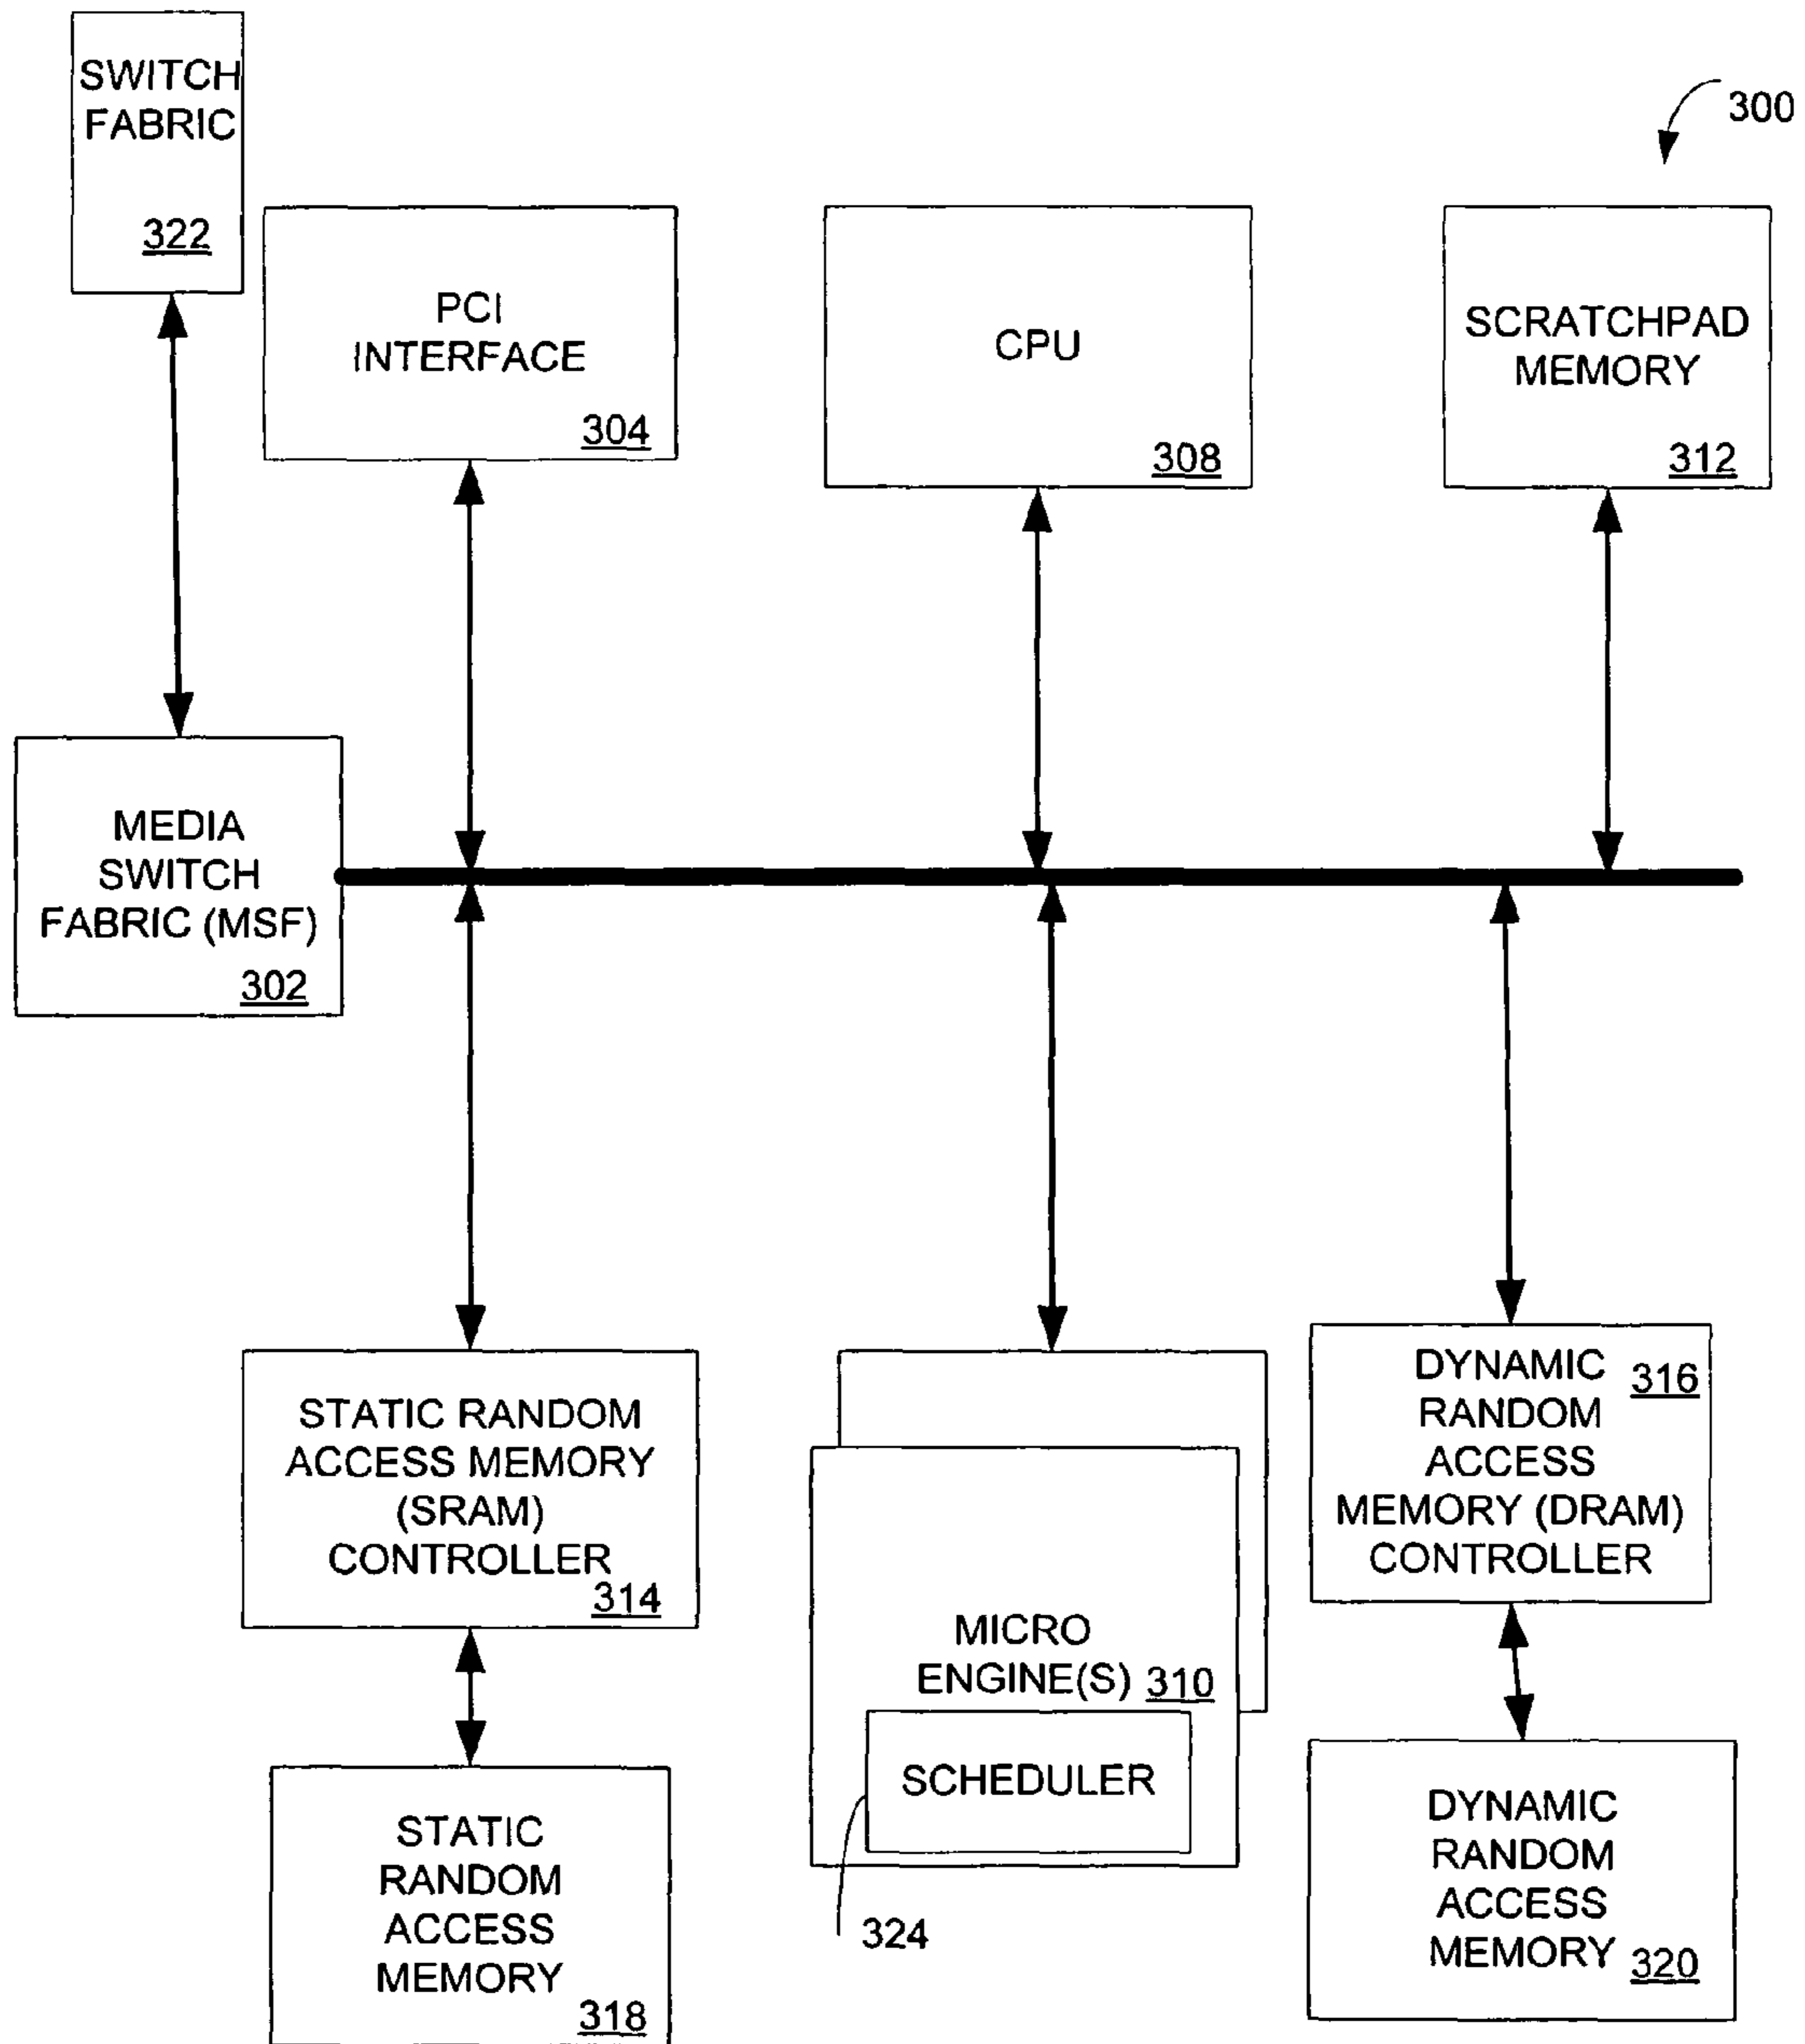 SWITCH
FABRIC
322
300
PCI
INTERFACE
304
CPU
308
SCRATCHPAD
MEMORY
312
MEDIA
SWITCH
FABRIC (MSF)
302
STATIC RANDOM
ACCESS MEMORY
(SRAM)
CONTROLLER
314
MICRO
ENGINE(S) 310
SCHEDULER
324
DYNAMIC
316
RANDOM
ACCESS
MEMORY (DRAM)
CONTROLLER
STATIC
RANDOM
ACCESS
MEMORY
318
DYNAMIC
RANDOM
ACCESS
MEMORY
320